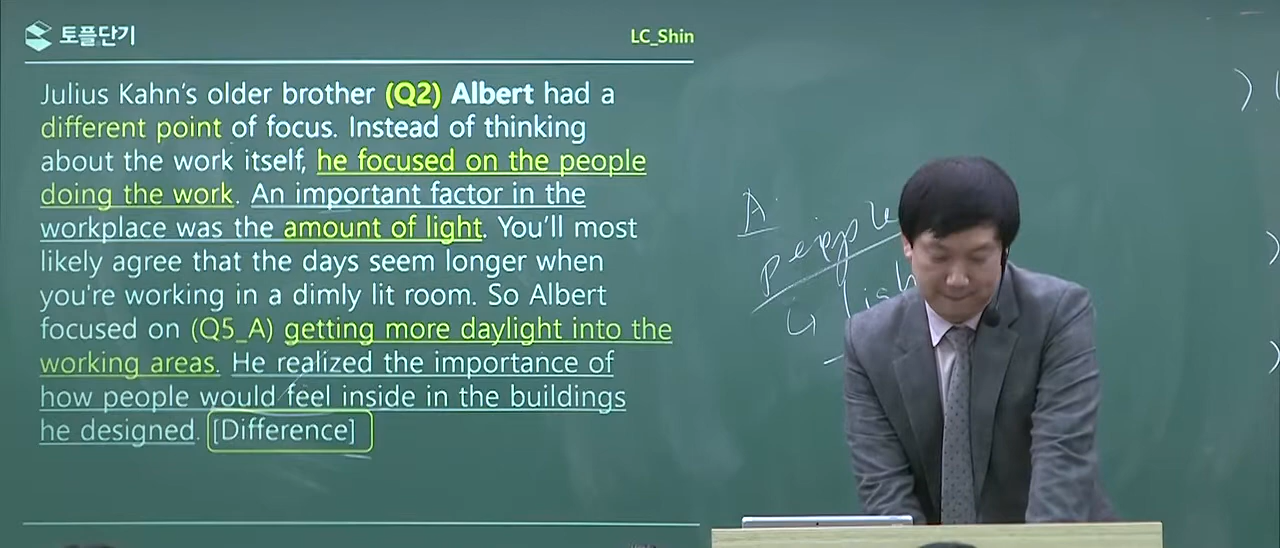 토플단기
LC_Shin
Julius Kahn's older brother (Q2) Albert had a
different point of focus. Instead of thinking
about the work itself, he focused on the people
doing the work. An important factor in the
workplace was the amount of light. You'll most
likely agree that the days seem longer when
you're working in a dimly lit room. So Albert
focused on (Q5_A) getting more daylight into the
working areas. He realized the importance of
how people would feel inside in the buildings
he designed. [Difference]
A
people